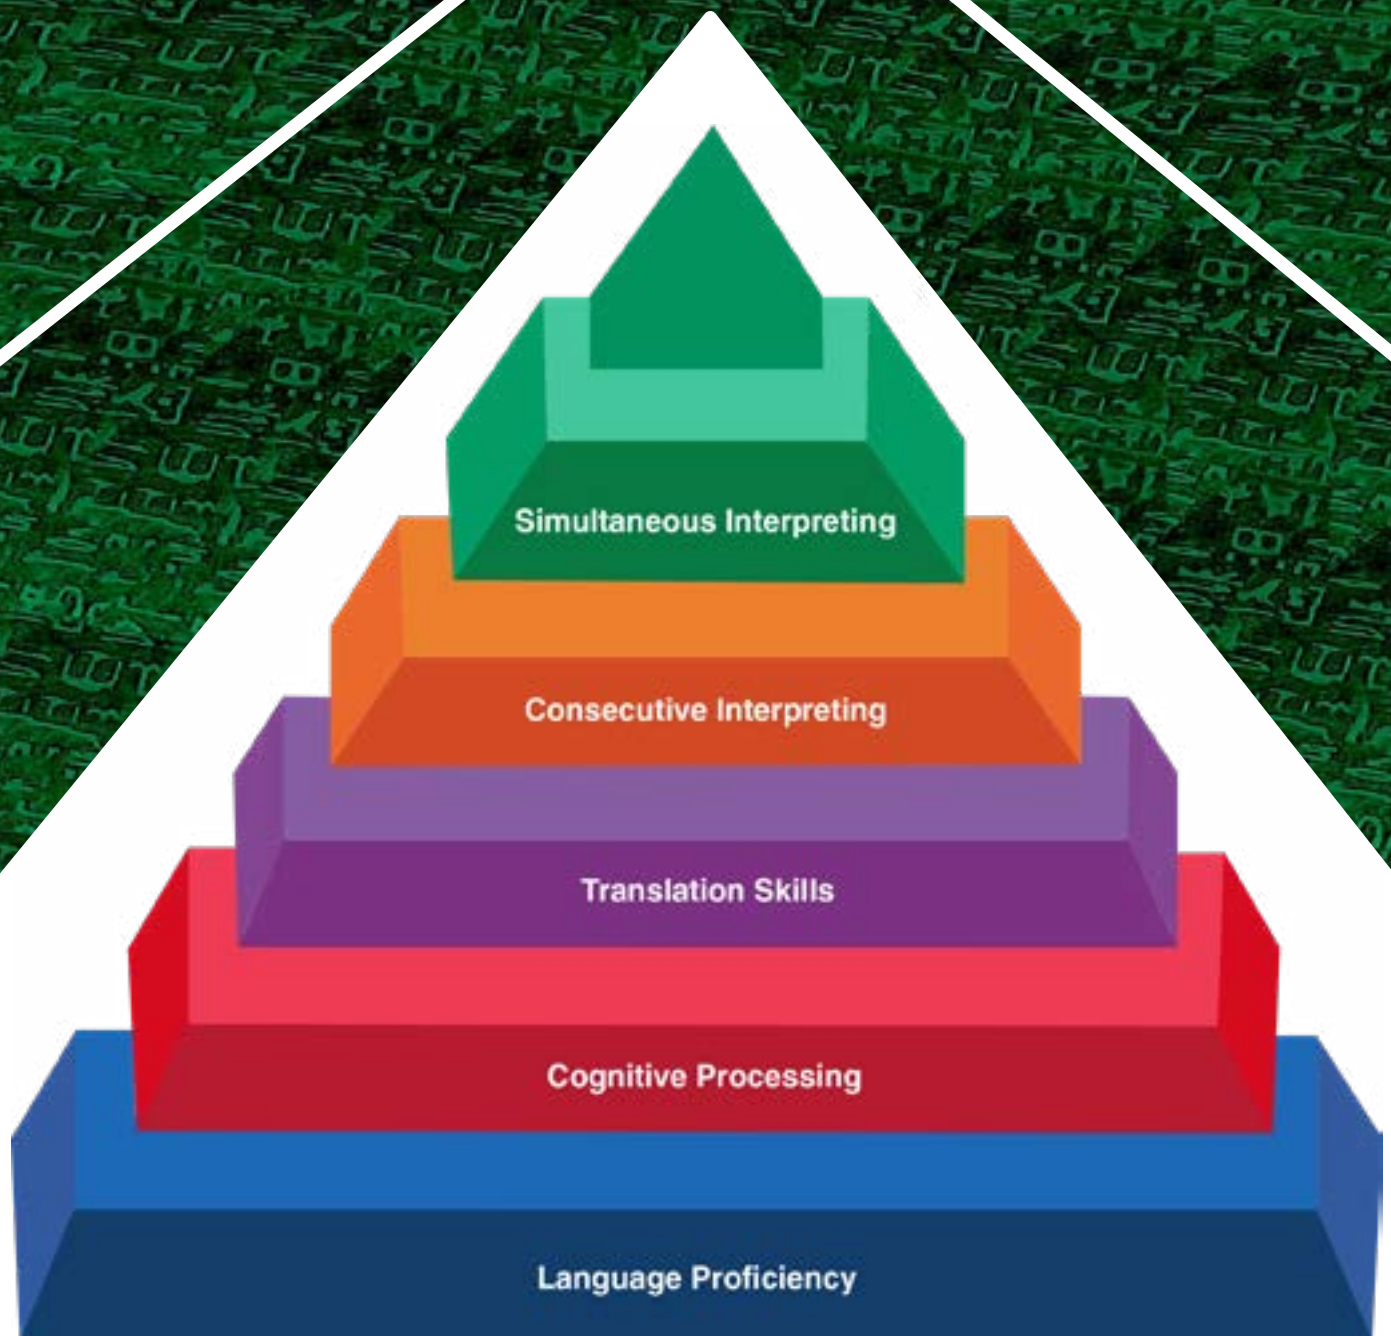 Simultaneous Interpreting
Consecutive Interpreting
Translation Skills
Cognitive Processing
Language Proficiency